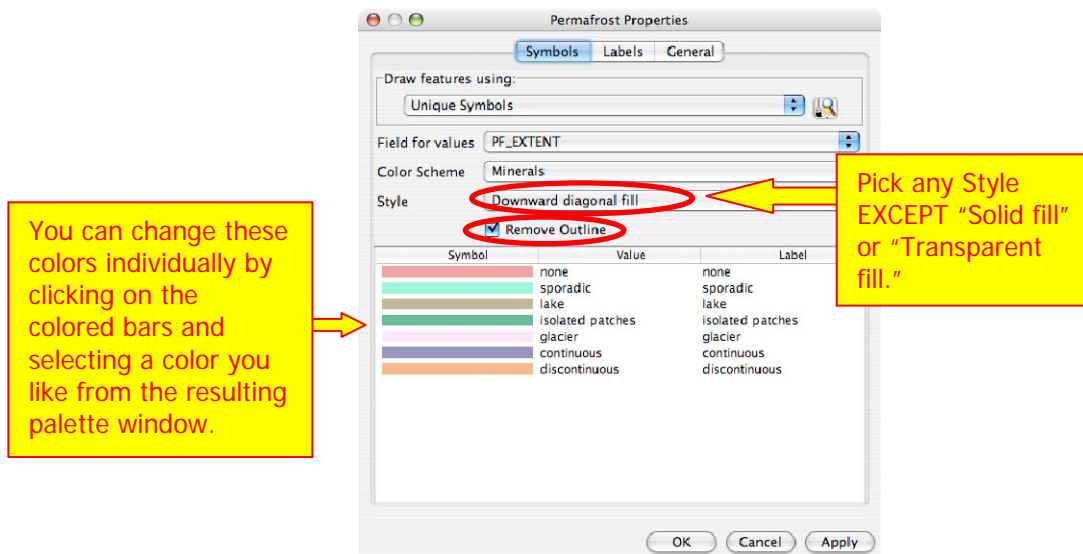 Permafrost Properties
Symbols Labels General
Draw features using:
Unique Symbols
Field for values PF_EXTENT
Color Scheme Minerals
Style Downward diagonal fill
Remove Outline
Symbol Value Label
none none
sporadic sporadic
lake lake
isolated patches isolated patches
glacier glacier
continuous continuous
discontinuous discontinuous
OK Cancel Apply
You can change these
colors individually by
clicking on the
colored bars and
selecting a color you
like from the resulting
palette window.
Pick any Style
EXCEPT “Solid fill”
or “Transparent
fill.”